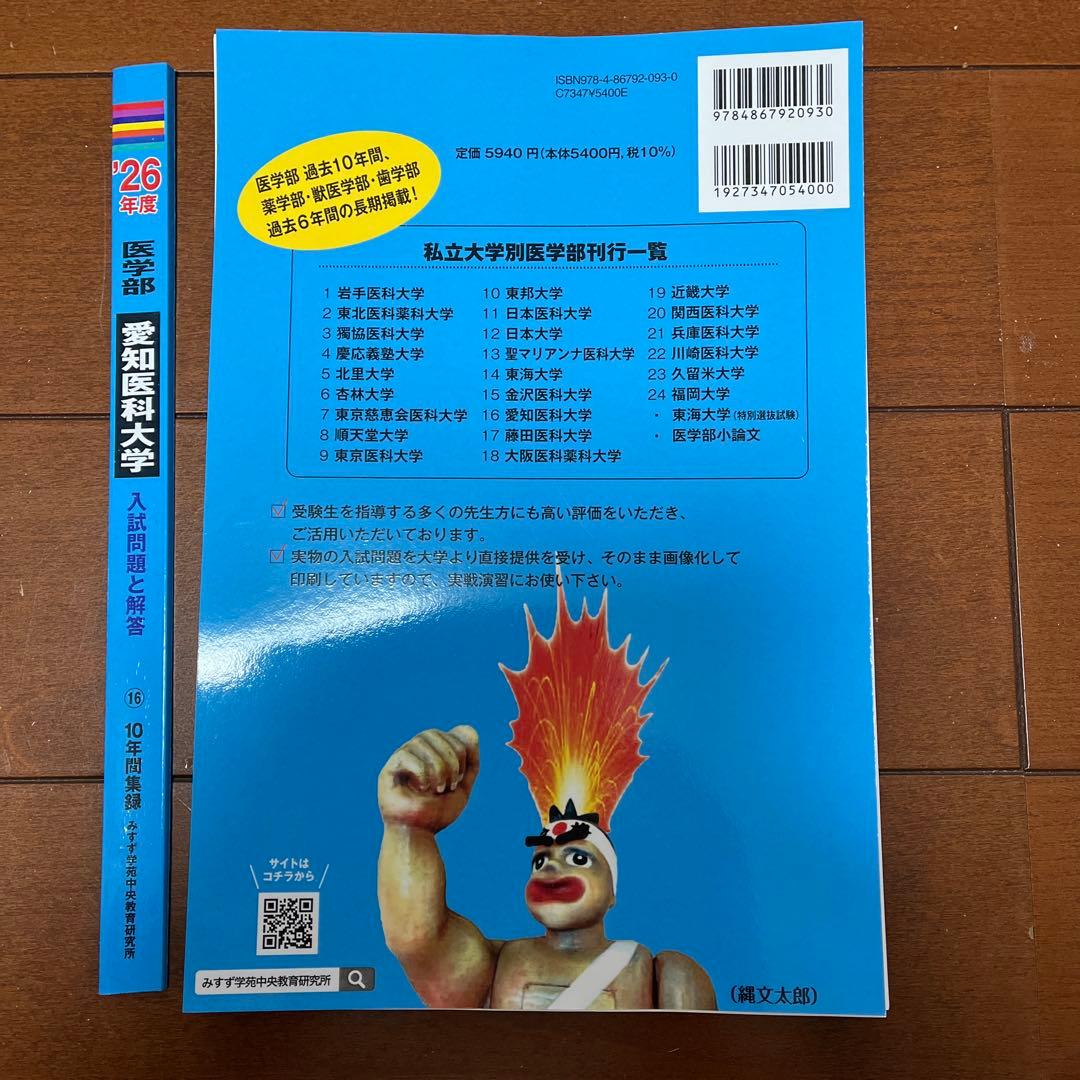 '26
年度
医学部
愛知医科大学
入試問題と解答
⑯
10年間集録
みすず学苑中央教育研究所
ISBN978-4-86792-093-0
C7347¥5400E
9784867920930
定価 5940 円(本体5400円, 税10%)
1927347054000
医学部 過去10年間、
薬学部・獣医学部・歯学部
過去6年間の長期掲載!
私立大学別医学部刊行一覧
1 岩手医科大学
2 東北医科薬科大学
3 獨協医科大学
4 慶応義塾大学
5 北里大学
6 杏林大学
7 東京慈恵会医科大学
8 順天堂大学
9 東京医科大学
10 東邦大学
11 日本医科大学
12 日本大学
13 聖マリアンナ医科大学
14 東海大学
15 金沢医科大学
16 愛知医科大学
17 藤田医科大学
18 大阪医科薬科大学
19 近畿大学
20 関西医科大学
21 兵庫医科大学
22 川崎医科大学
23 久留米大学
24 福岡大学
・ 東海大学(特別選抜試験)
・ 医学部小論文
受験生を指導する多くの先生方にも高い評価をいただき、
ご活用いただいております。
実物の入試問題を大学より直接提供を受け、そのまま画像化して
印刷していますので、実戦演習にお使い下さい。
サイトは
コチラから
みすず学苑中央教育研究所
(縄文太郎)